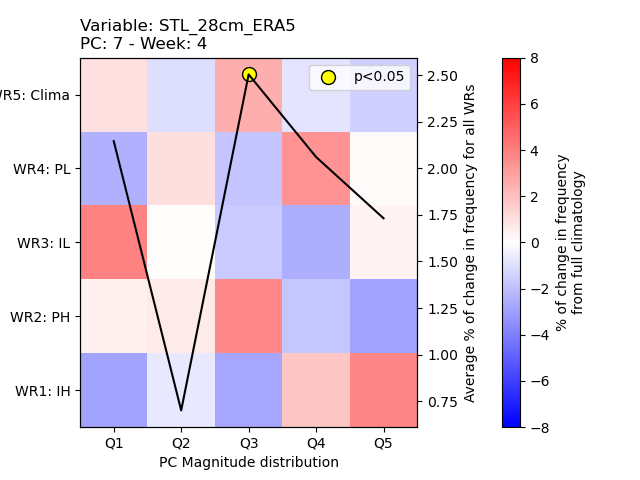 Variable: STL_28cm_ERA5
PC: 7 - Week: 4
p<0.05
WR5: Clima
WR4: PL
WR3: IL
WR2: PH
WR1: IH
Q1 Q2 Q3 Q4 Q5
PC Magnitude distribution
2.50
2.25
2.00
1.75
1.50
1.25
1.00
0.75
Average % of change in frequency for all WRs
8
6
4
2
0
−2
−4
−6
−8
% of change in frequency
from full climatology